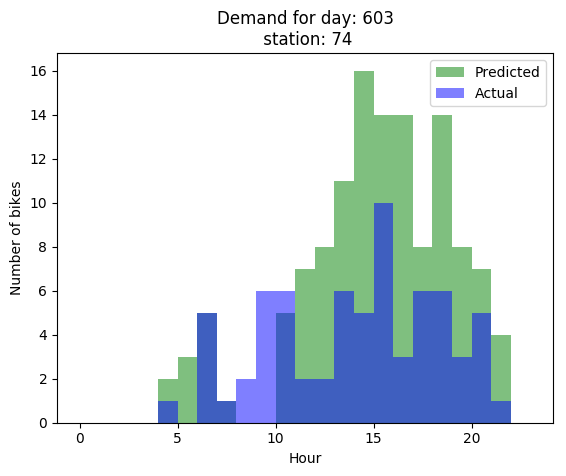 Demand for day: 603
station: 74
Predicted
Actual
Number of bikes
16
14
12
10
8
6
4
2
0
0 5 10 15 20
Hour